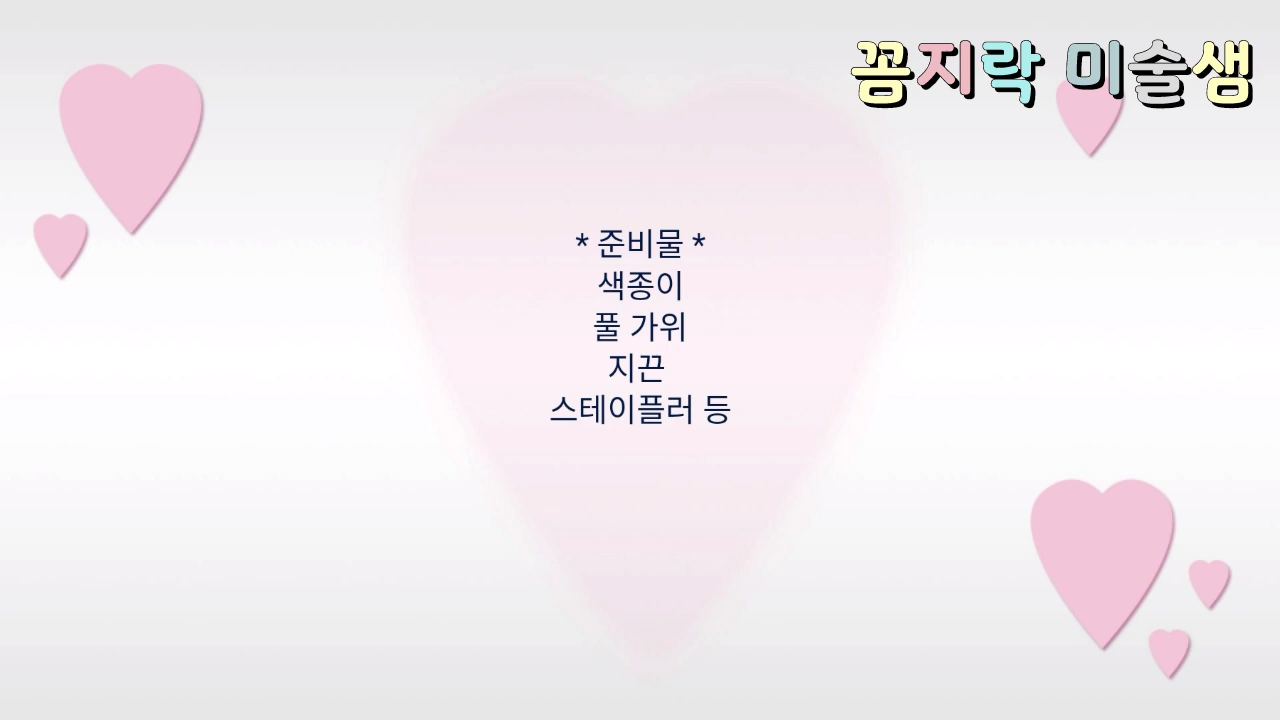 꼼지락 미술샘
* 준비물 *
색종이
풀 가위
지끈
스테이플러 등